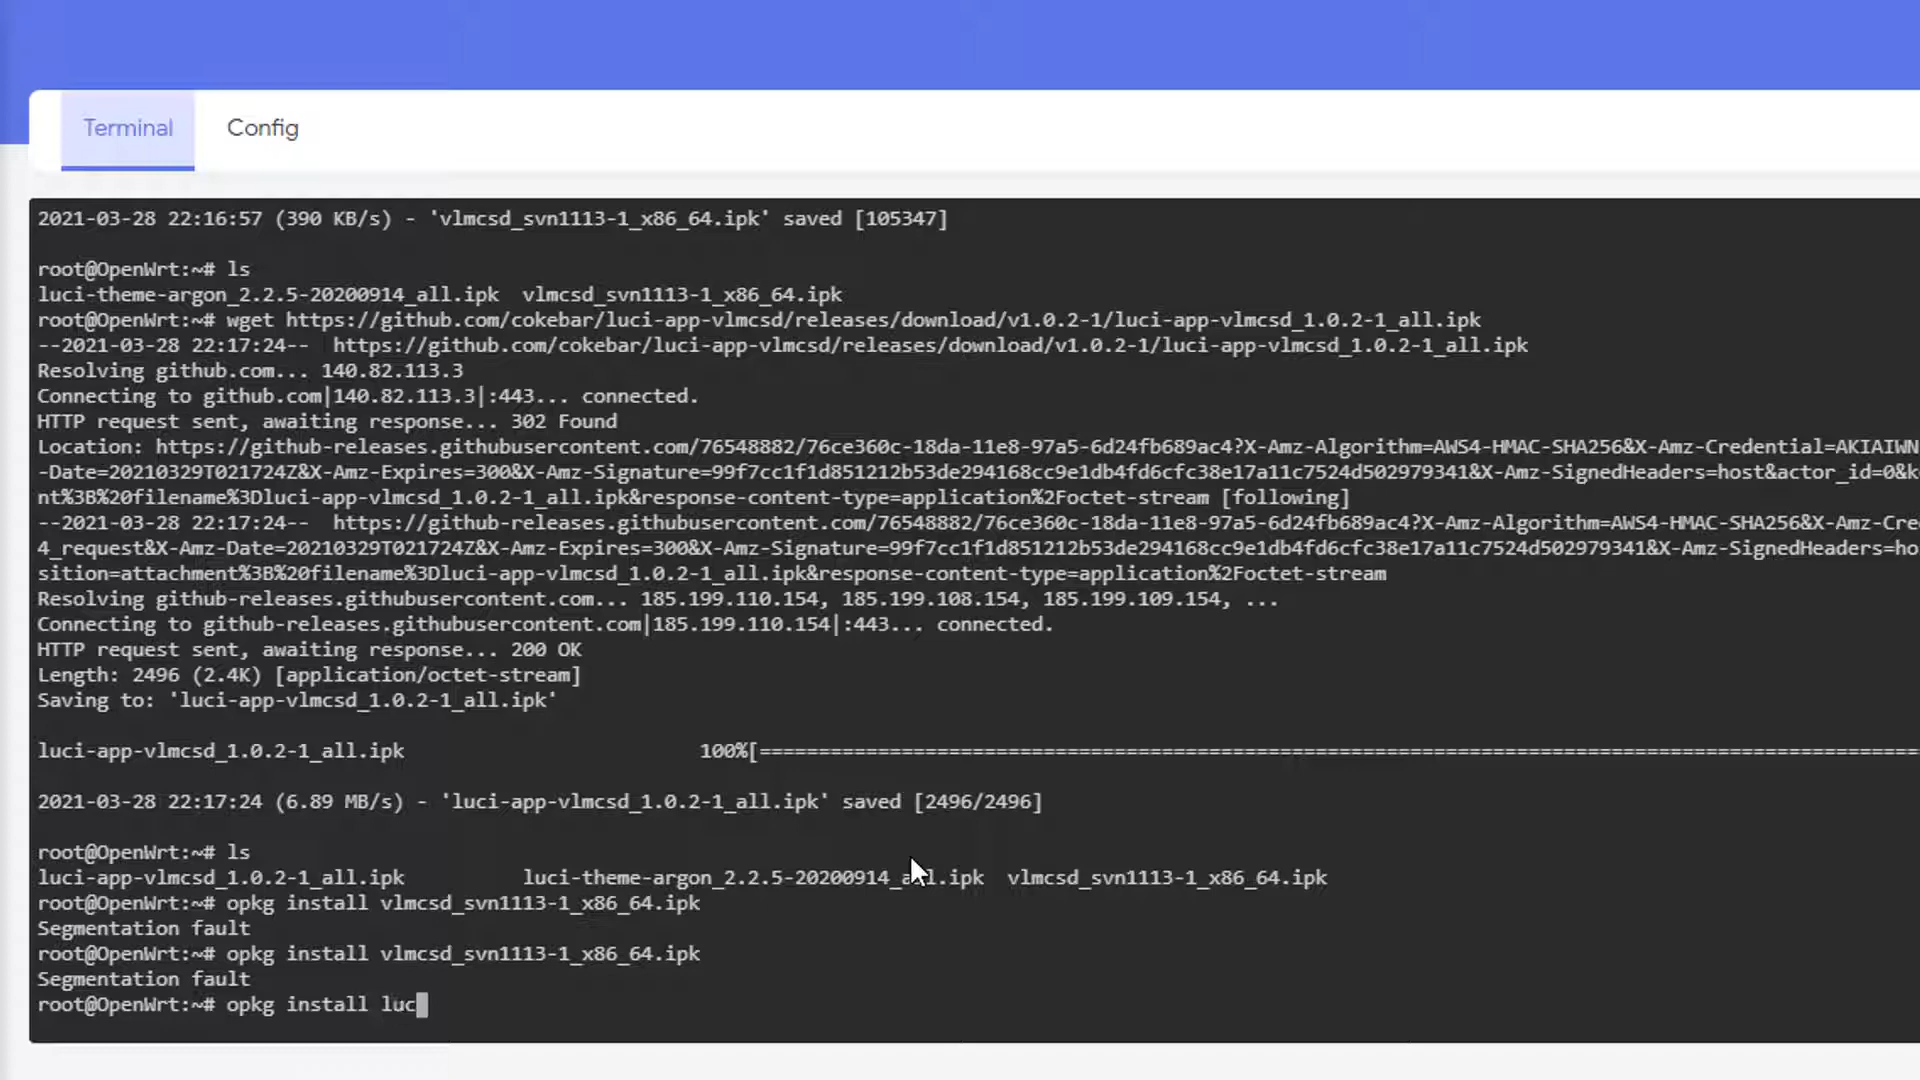 Terminal
Config
2021-03-28 22:16:57 (390 KB/s) - 'vlmcsd_svn1113-1_x86_64.ipk' saved [105347]
root@OpenWrt:~# ls
luci-theme-argon_2.2.5-20200914_all.ipk  vlmcsd_svn1113-1_x86_64.ipk
root@OpenWrt:~# wget https://github.com/cokebar/luci-app-vlmcsd/releases/download/v1.0.2-1/luci-app-vlmcsd_1.0.2-1_all.ipk
--2021-03-28 22:17:24--  https://github.com/cokebar/luci-app-vlmcsd/releases/download/v1.0.2-1/luci-app-vlmcsd_1.0.2-1_all.ipk
Resolving github.com... 140.82.113.3
Connecting to github.com|140.82.113.3|:443... connected.
HTTP request sent, awaiting response... 302 Found
Location: https://github-releases.githubusercontent.com/76548882/76ce360c-18da-11e8-97a5-6d24fb689ac4?X-Amz-Algorithm=AWS4-HMAC-SHA256&X-Amz-Credential=AKIAIWN
-Date=20210329T021724Z&X-Amz-Expires=300&X-Amz-Signature=99f7cc1f1d851212b53de294168cc9e1db4fd6cfc38e17a11c7524d502979341&X-Amz-SignedHeaders=host&actor_id=0&k
nt%3B%20filename%3Dluci-app-vlmcsd_1.0.2-1_all.ipk&response-content-type=application%2Foctet-stream [following]
--2021-03-28 22:17:24--  https://github-releases.githubusercontent.com/76548882/76ce360c-18da-11e8-97a5-6d24fb689ac4?X-Amz-Algorithm=AWS4-HMAC-SHA256&X-Amz-Cre
4_request&X-Amz-Date=20210329T021724Z&X-Amz-Expires=300&X-Amz-Signature=99f7cc1f1d851212b53de294168cc9e1db4fd6cfc38e17a11c7524d502979341&X-Amz-SignedHeaders=ho
sition=attachment%3B%20filename%3Dluci-app-vlmcsd_1.0.2-1_all.ipk&response-content-type=application%2Foctet-stream
Resolving github-releases.githubusercontent.com... 185.199.110.154, 185.199.108.154, 185.199.109.154, ...
Connecting to github-releases.githubusercontent.com|185.199.110.154|:443... connected.
HTTP request sent, awaiting response... 200 OK
Length: 2496 (2.4K) [application/octet-stream]
Saving to: 'luci-app-vlmcsd_1.0.2-1_all.ipk'
luci-app-vlmcsd_1.0.2-1_all.ipk 100%[==================================================================================================
2021-03-28 22:17:24 (6.89 MB/s) - 'luci-app-vlmcsd_1.0.2-1_all.ipk' saved [2496/2496]
root@OpenWrt:~# ls
luci-app-vlmcsd_1.0.2-1_all.ipk  luci-theme-argon_2.2.5-20200914_all.ipk  vlmcsd_svn1113-1_x86_64.ipk
root@OpenWrt:~# opkg install vlmcsd_svn1113-1_x86_64.ipk
Segmentation fault
root@OpenWrt:~# opkg install vlmcsd_svn1113-1_x86_64.ipk
Segmentation fault
root@OpenWrt:~# opkg install luc